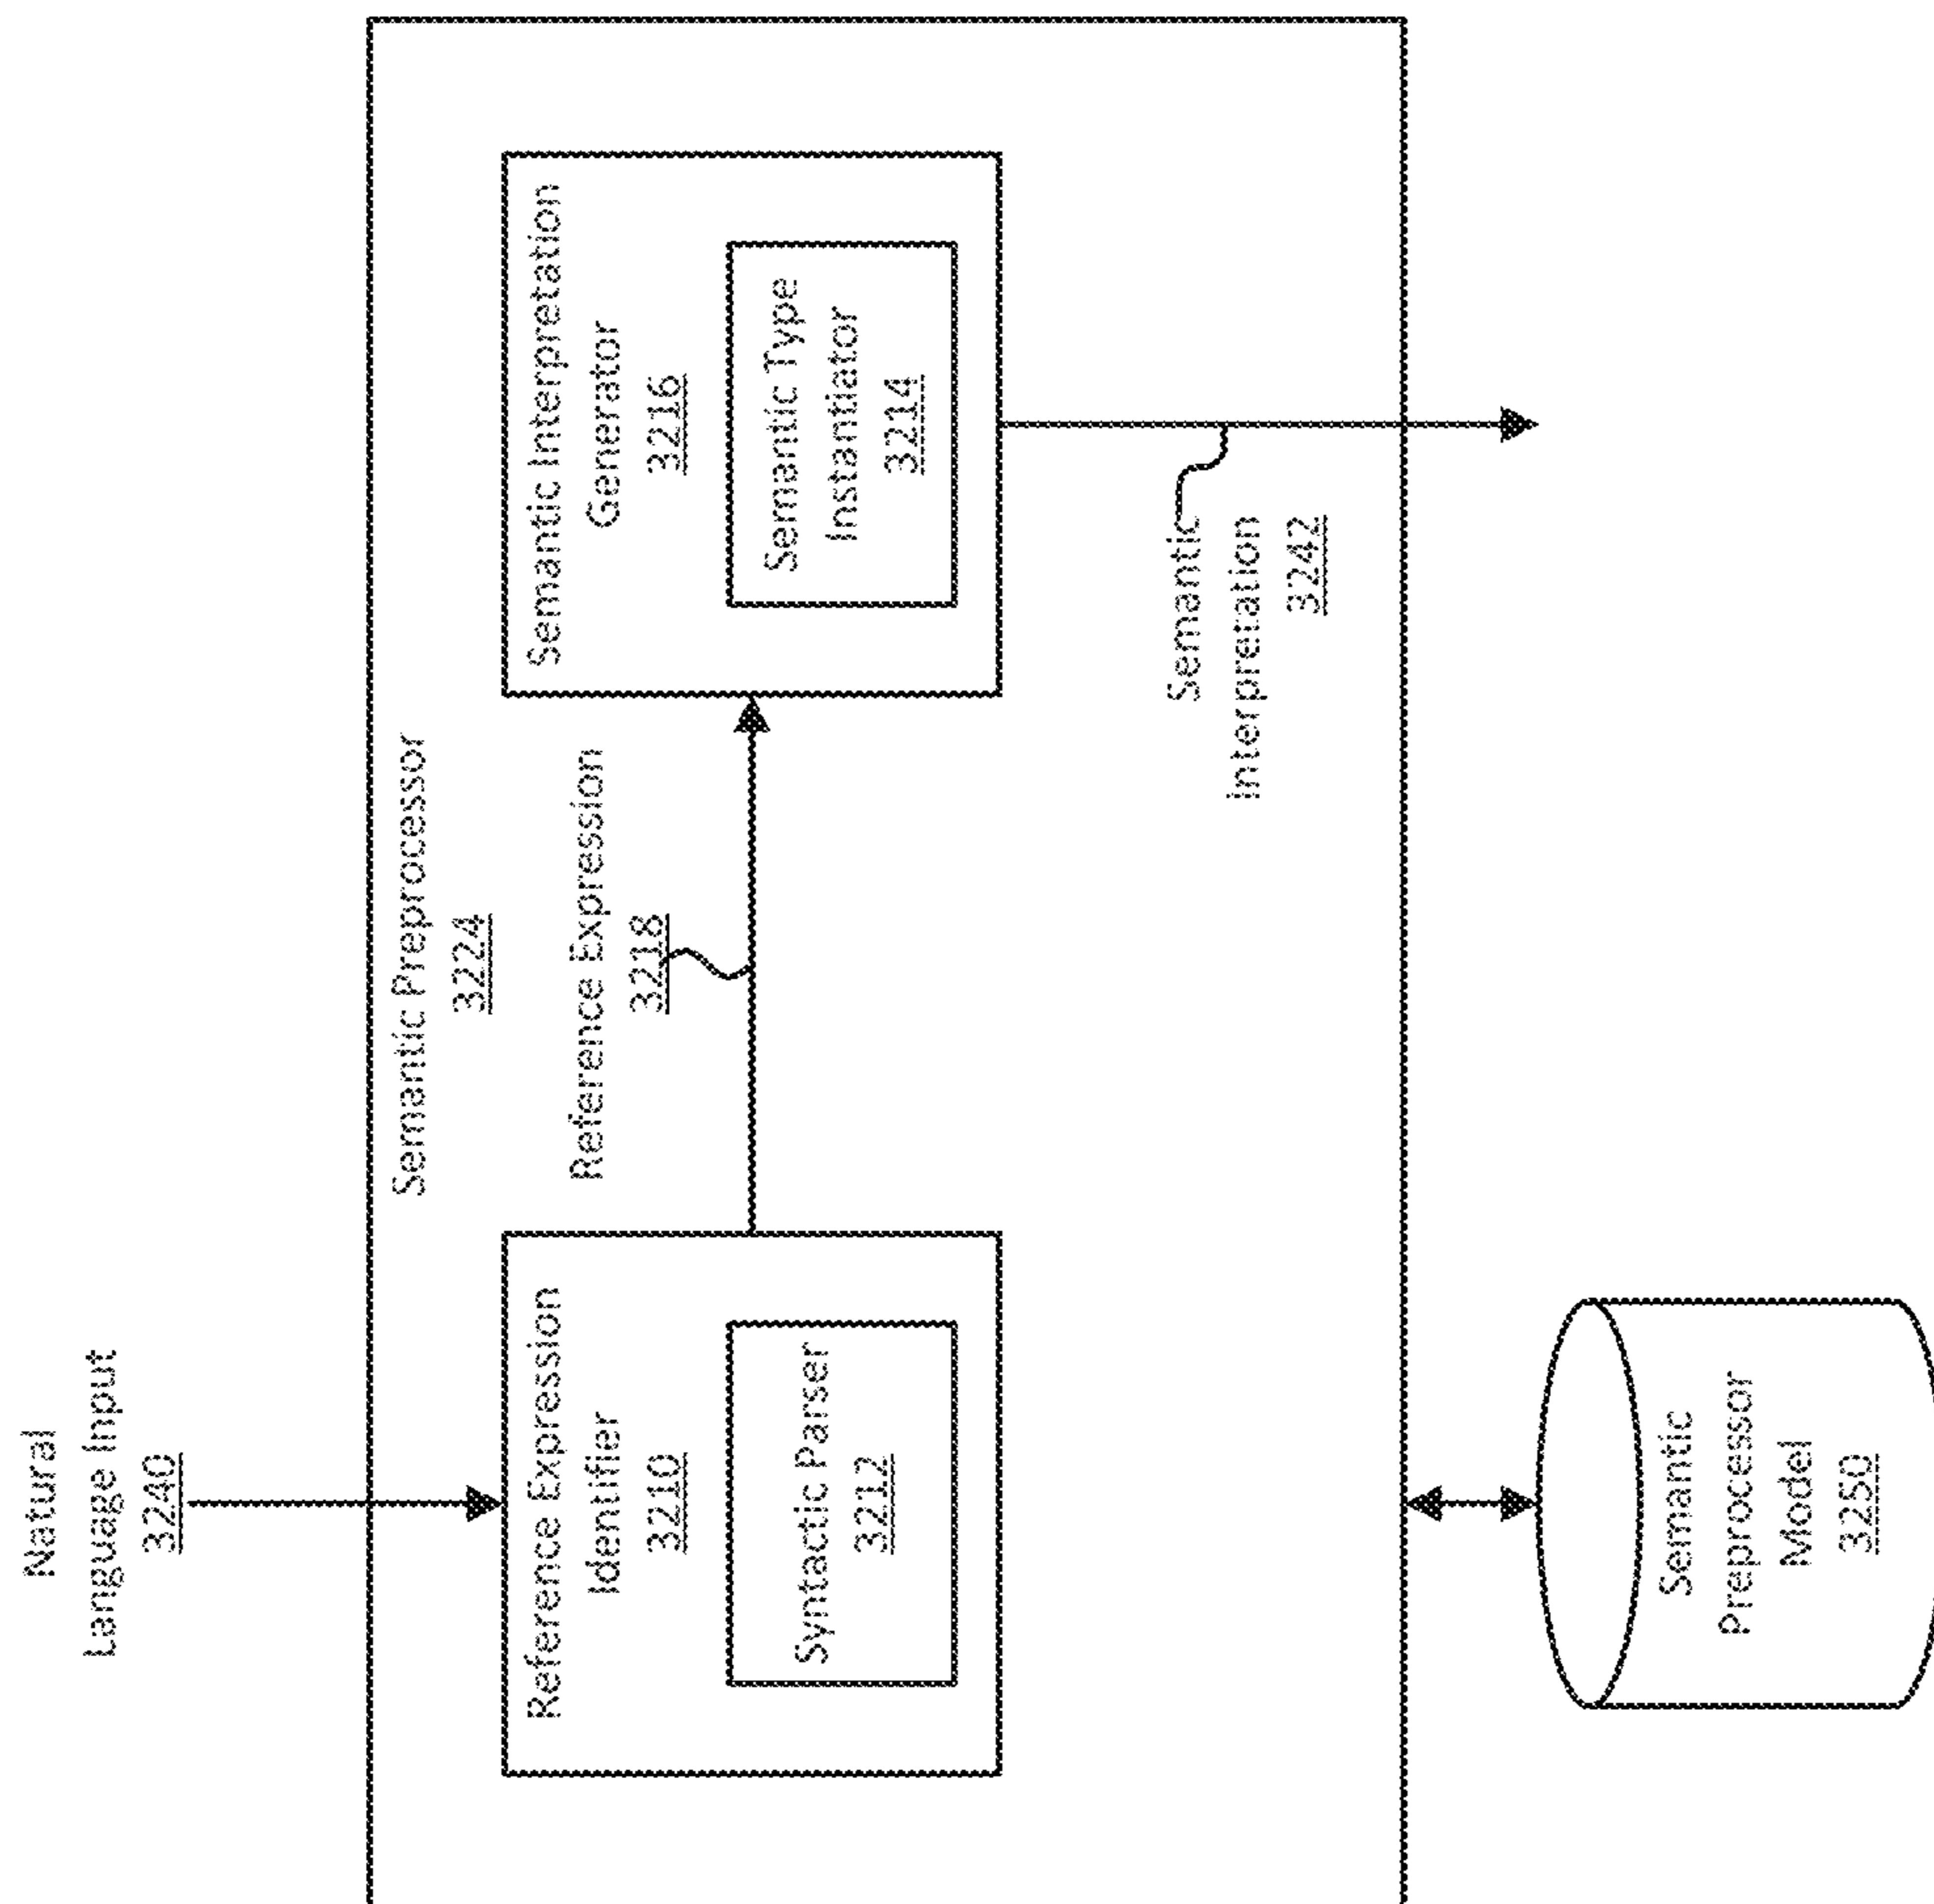 Natural
Language Input
3240
Semantic Preprocessor
3224
Reference Expression
Identifier
3210
Syntactic Parser
3212
Reference Expression
3218
Semantic Interpretation
Generator
3216
Semantic Type
Instantiator
3214
Semantic
Interpretation
3242
Semantic
Preprocessor
Model
3250